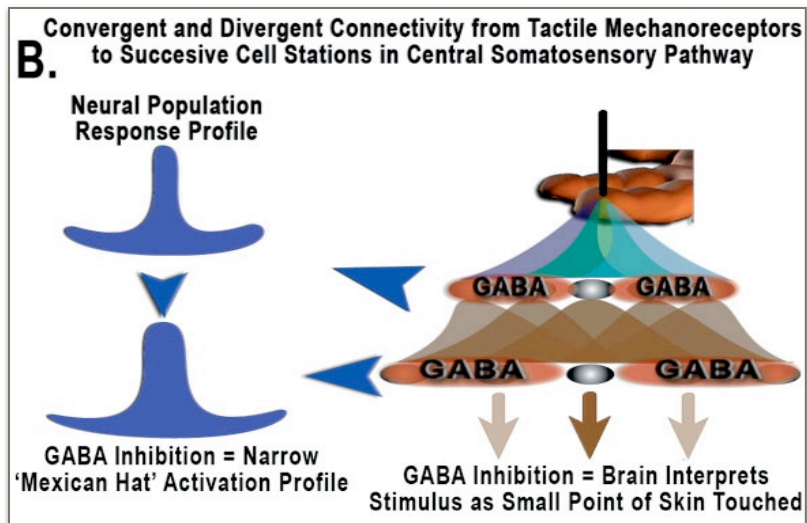 Convergent and Divergent Connectivity from Tactile Mechanoreceptors
to Succesive Cell Stations in Central Somatosensory Pathway
B.
Neural Population
Response Profile
GABA GABA
GABA GABA
GABA Inhibition = Narrow
‘Mexican Hat’ Activation Profile
GABA Inhibition = Brain Interprets
Stimulus as Small Point of Skin Touched